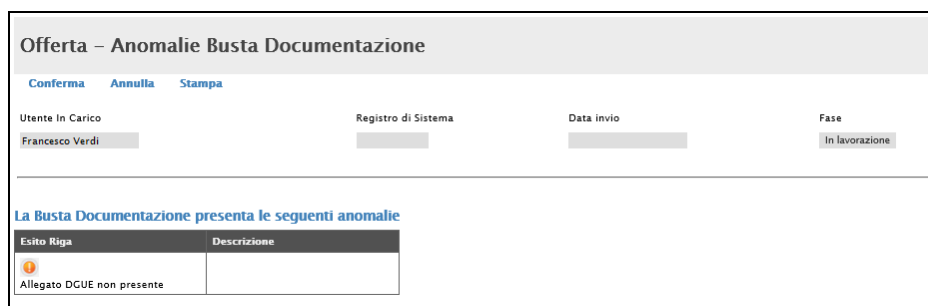 Offerta – Anomalie Busta Documentazione
Conferma Annulla Stampa
Utente In Carico Registro di Sistema Data invio Fase
Francesco Verdi In lavorazione
La Busta Documentazione presenta le seguenti anomalie
Esito Riga Descrizione
Allegato DGUE non presente